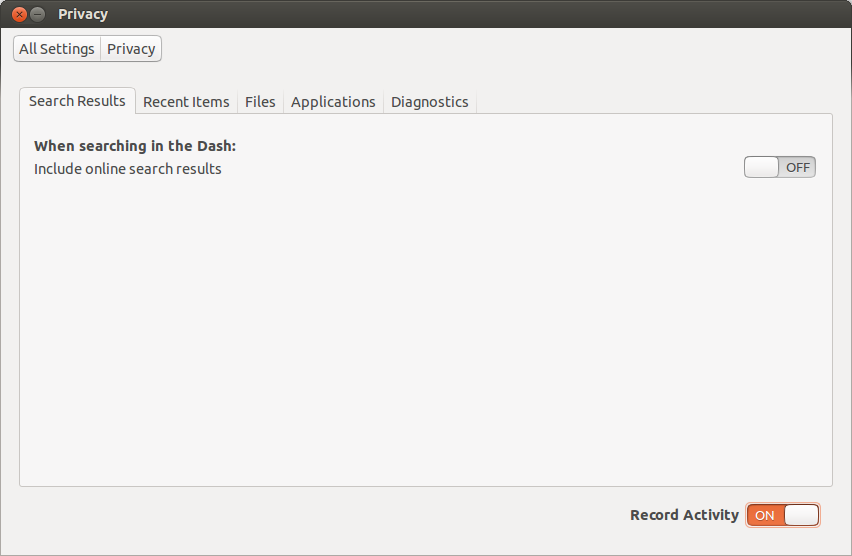 Privacy
All Settings Privacy
Search Results Recent Items Files Applications Diagnostics
When searching in the Dash:
Include online search results OFF
Record Activity ON